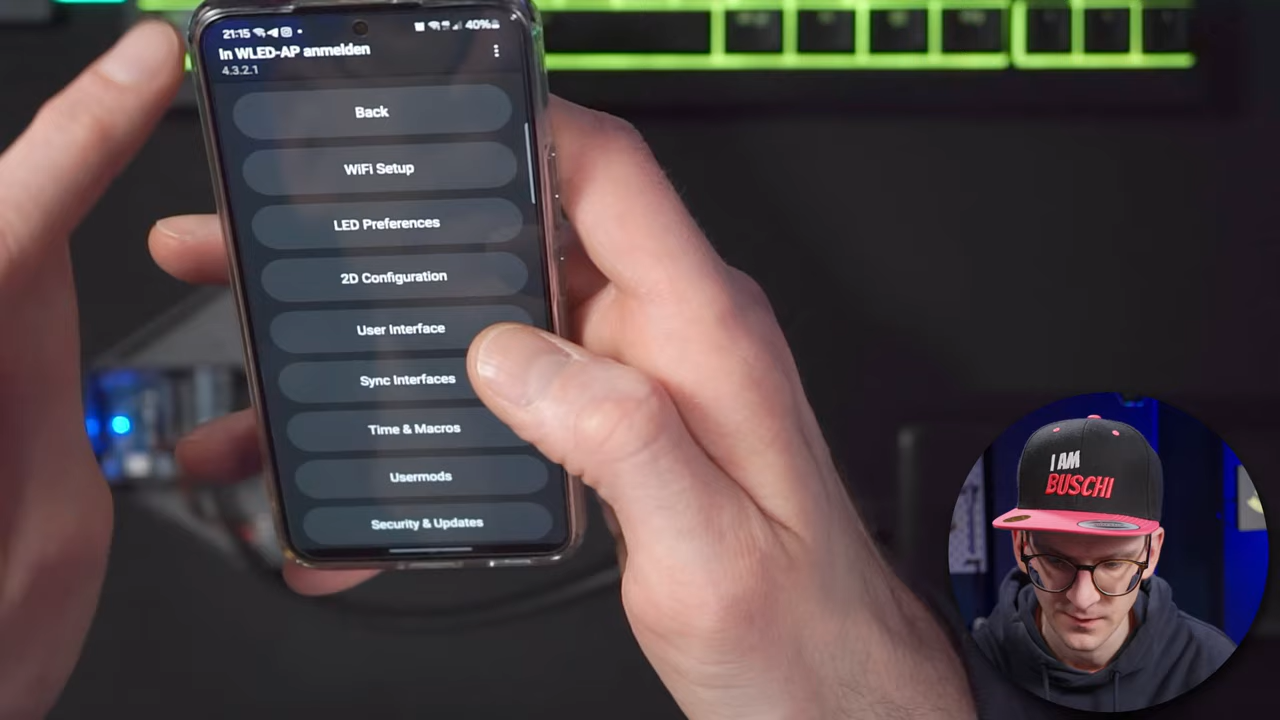 21:15
40%
In WLED-AP anmelden
4.3.2.1
Back
WiFi Setup
LED Preferences
2D Configuration
User Interface
Sync Interfaces
Time & Macros
Usermods
Security & Updates
I AM
BUSCHI